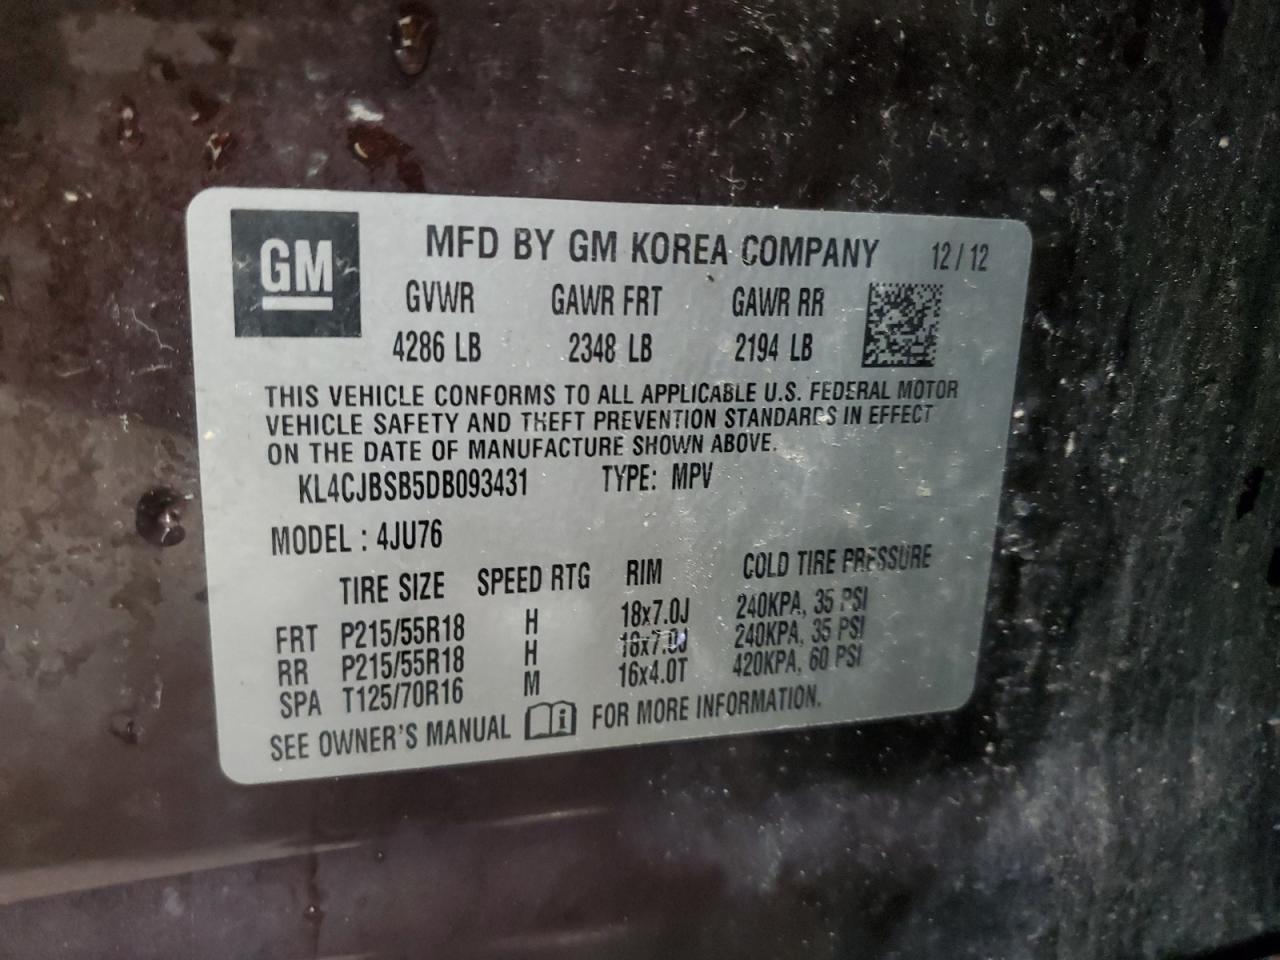 GM
MFD BY GM KOREA COMPANY 12/12
GVWR GAWR FRT GAWR RR
4286 LB 2348 LB 2194 LB
THIS VEHICLE CONFORMS TO ALL APPLICABLE U.S. FEDERAL MOTOR
VEHICLE SAFETY AND THEFT PREVENTION STANDARDS IN EFFECT
ON THE DATE OF MANUFACTURE SHOWN ABOVE.
KL4CJBSB5DB093431 TYPE: MPV
MODEL : 4JU76
TIRE SIZE SPEED RTG RIM COLD TIRE PRESSURE
FRT P215/55R18 H 18x7.0J 240KPA, 35 PSI
RR P215/55R18 H 18x7.0J 240KPA, 35 PSI
SPA T125/70R16 M 16x4.0T 420KPA, 60 PSI
SEE OWNER'S MANUAL i FOR MORE INFORMATION.